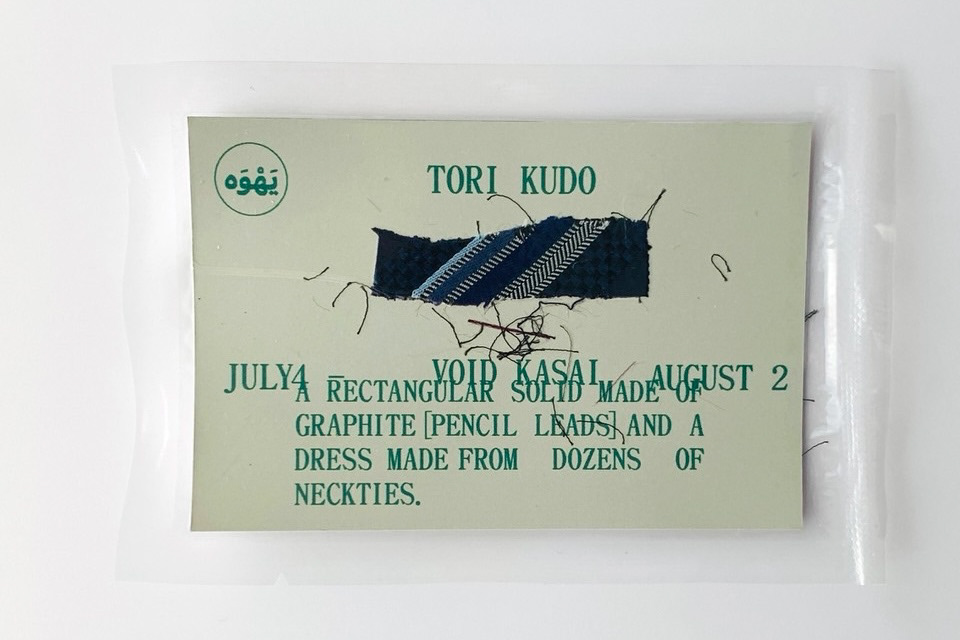 يَهْوَه
TORI KUDO
JULY4 – VOID KASAI AUGUST 2
A RECTANGULAR SOLID MADE OF
GRAPHITE [PENCIL LEADS] AND A
DRESS MADE FROM DOZENS OF
NECKTIES.